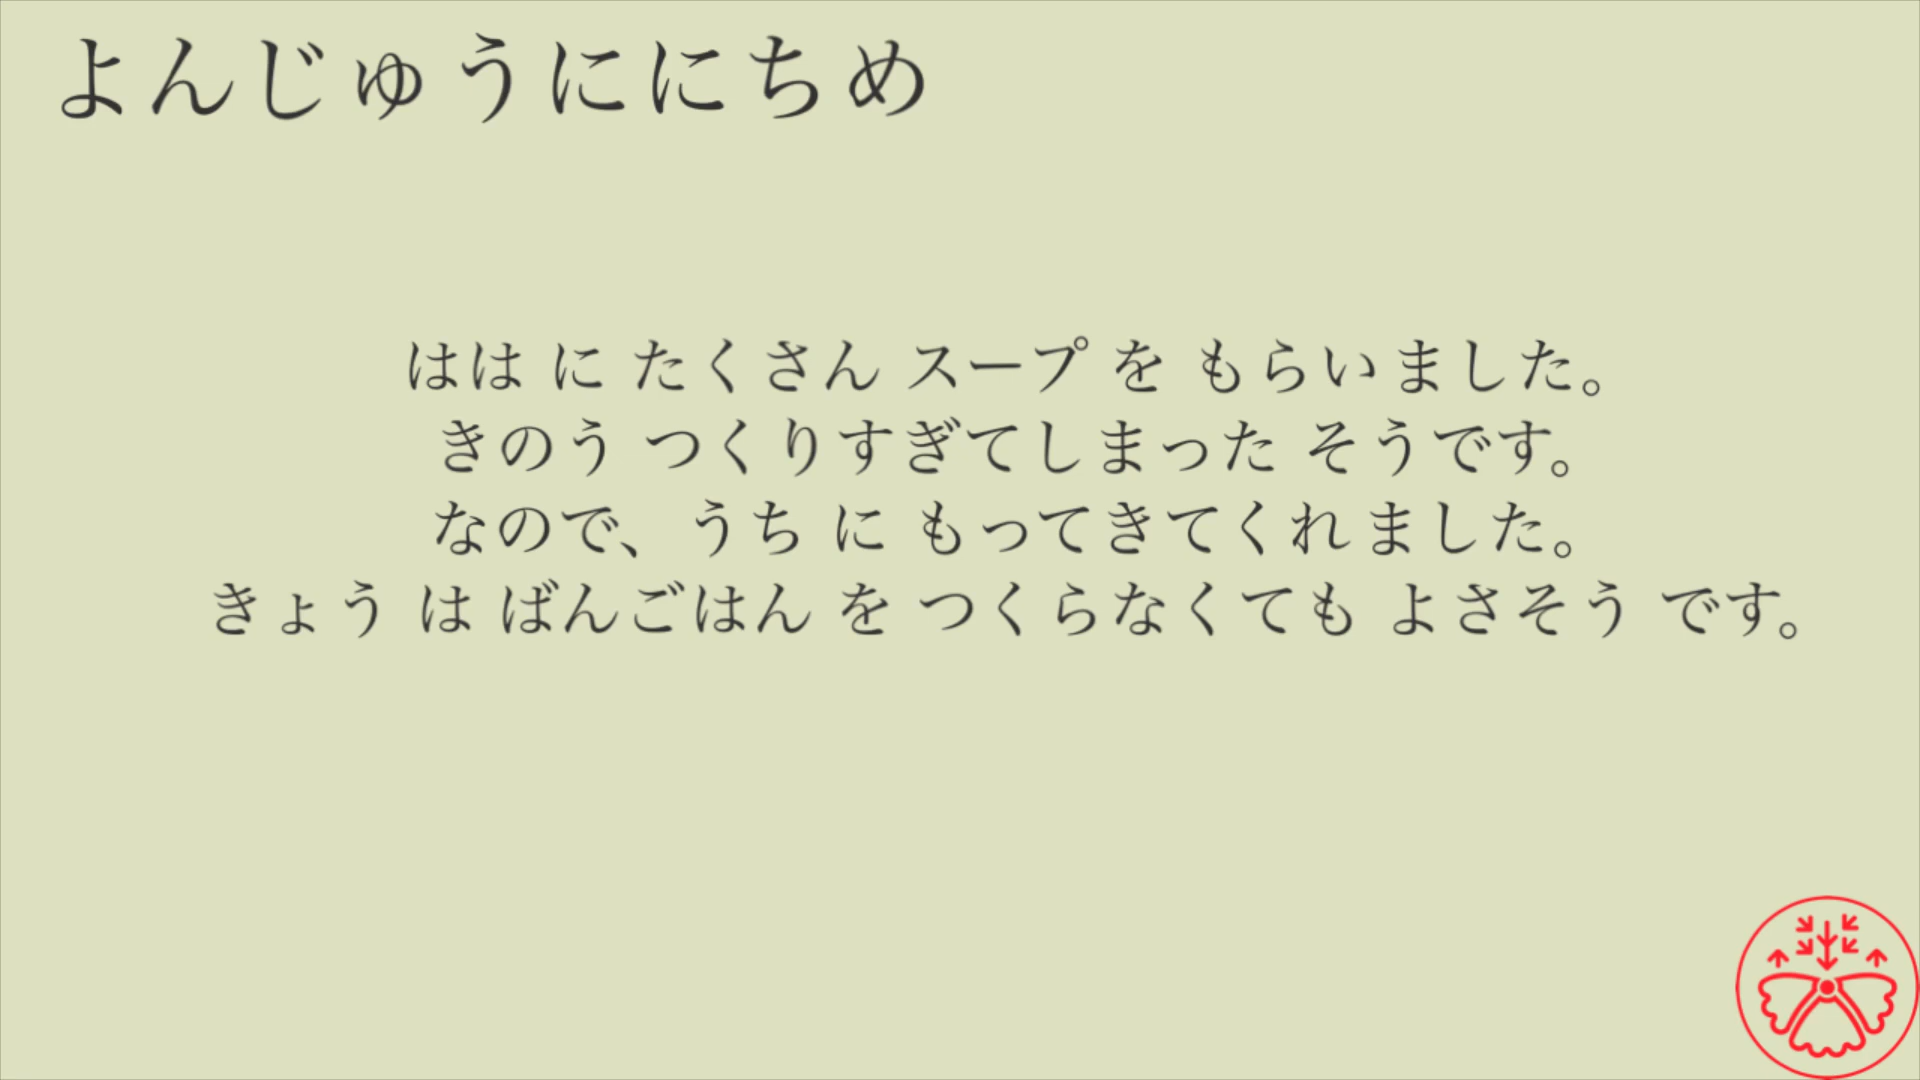 よんじゅうににちめ
はは に たくさん スープ を もらいました。
きのう つくりすぎてしまった そうです。
なので、うち に もってきてくれました。
きょう は ばんごはん を つくらなくても よさそう です。